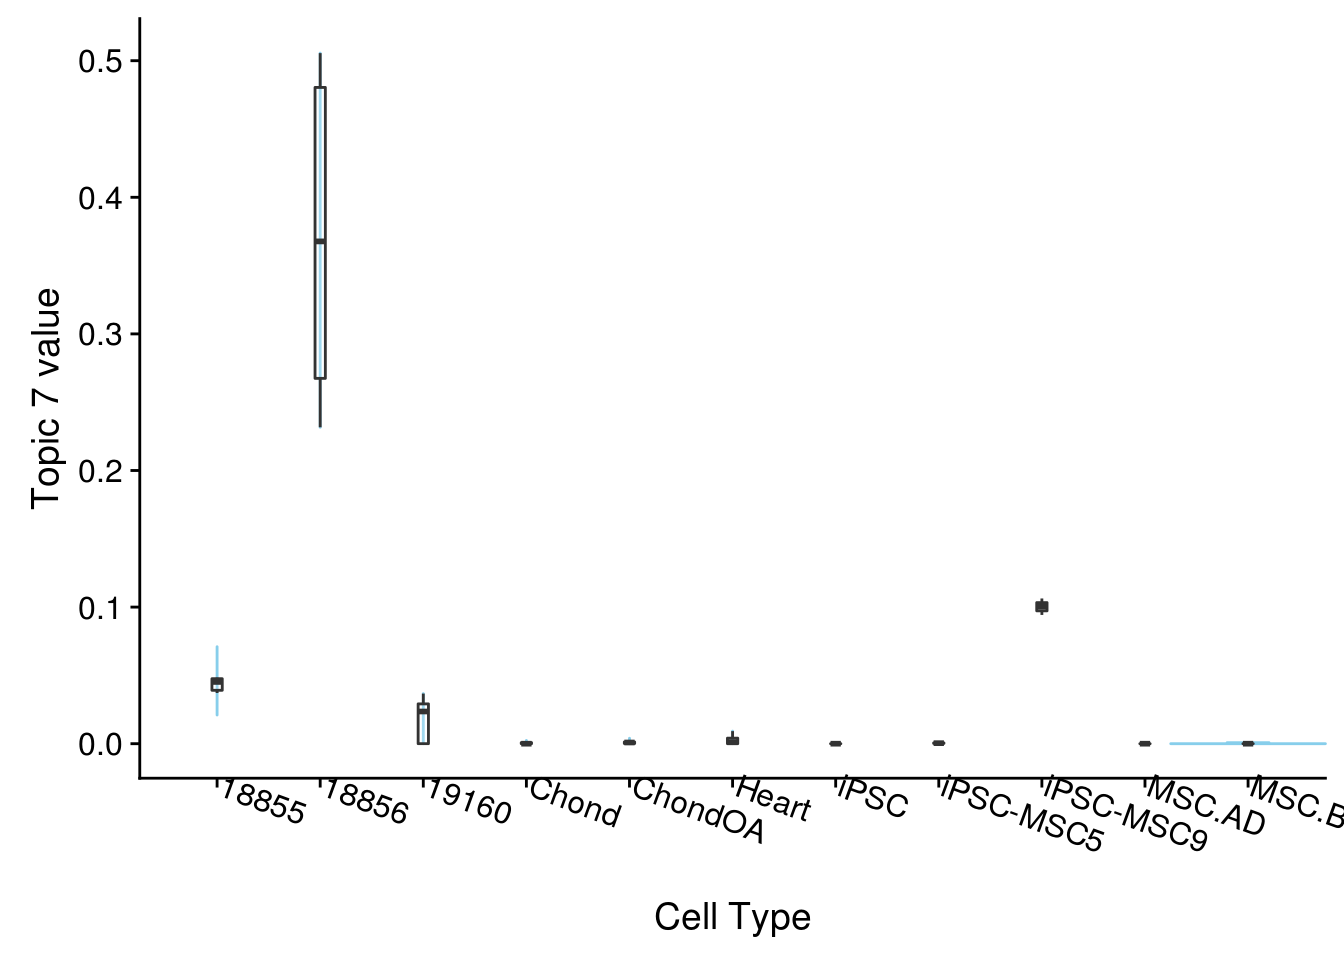 Topic 7 value
0.5
0.4
0.3
0.2
0.1
0.0
18855
18856
19160
Chond
ChondOA
Heart
iPSC
iPSC-MSC5
iPSC-MSC9
MSC.AD
MSC.B
Cell Type